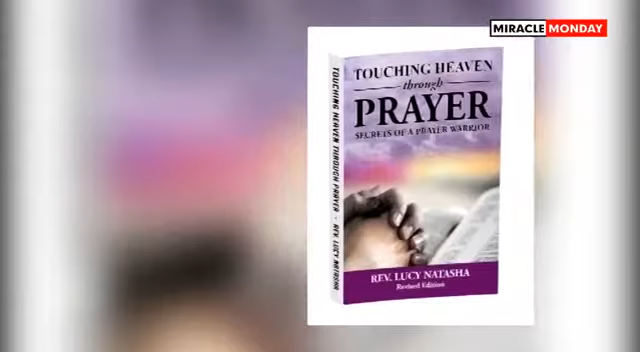 MIRACLE MONDAY
TOUCHING HEAVEN
through
PRAYER
SECRETS OF A PRAYER WARRIOR
REV. LUCY NATASHA
Revised Edition
TOUCHING HEAVEN THROUGH PRAYER - REV. LUCY NATASHA